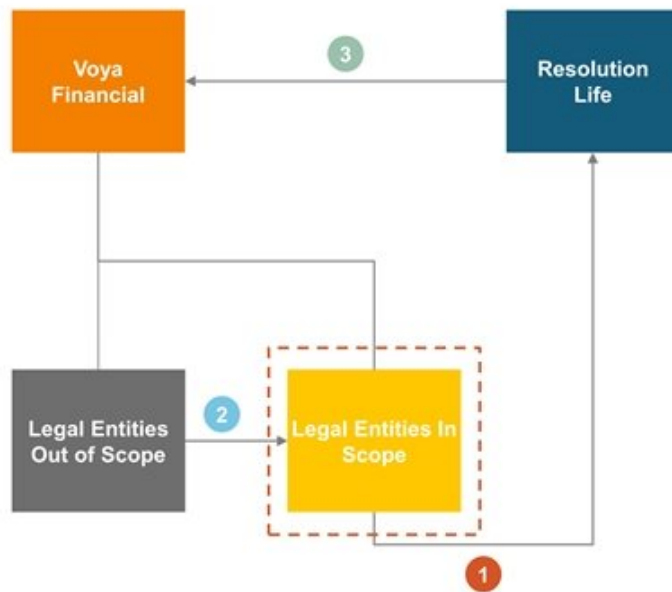 Voya
Financial
3
Resolution
Life
Legal Entities
Out of Scope
2
Legal Entities In
Scope
1